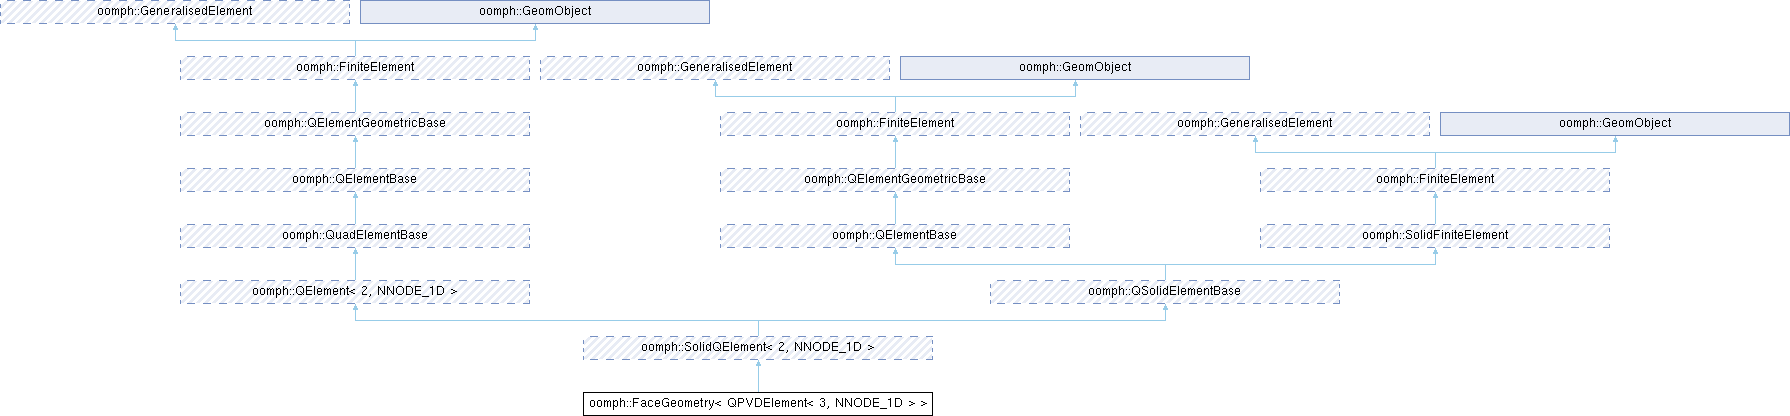 oomph::GeneralisedElement
oomph::GeomObject
oomph::FiniteElement
oomph::GeneralisedElement
oomph::GeomObject
oomph::QElementGeometricBase
oomph::FiniteElement
oomph::GeneralisedElement
oomph::GeomObject
oomph::QElementBase
oomph::QElementGeometricBase
oomph::FiniteElement
oomph::QuadElementBase
oomph::QElementBase
oomph::SolidFiniteElement
oomph::QElement< 2, NNODE_1D >
oomph::QSolidElementBase
oomph::SolidQElement< 2, NNODE_1D >
oomph::FaceGeometry< QPVDElement< 3, NNODE_1D > >